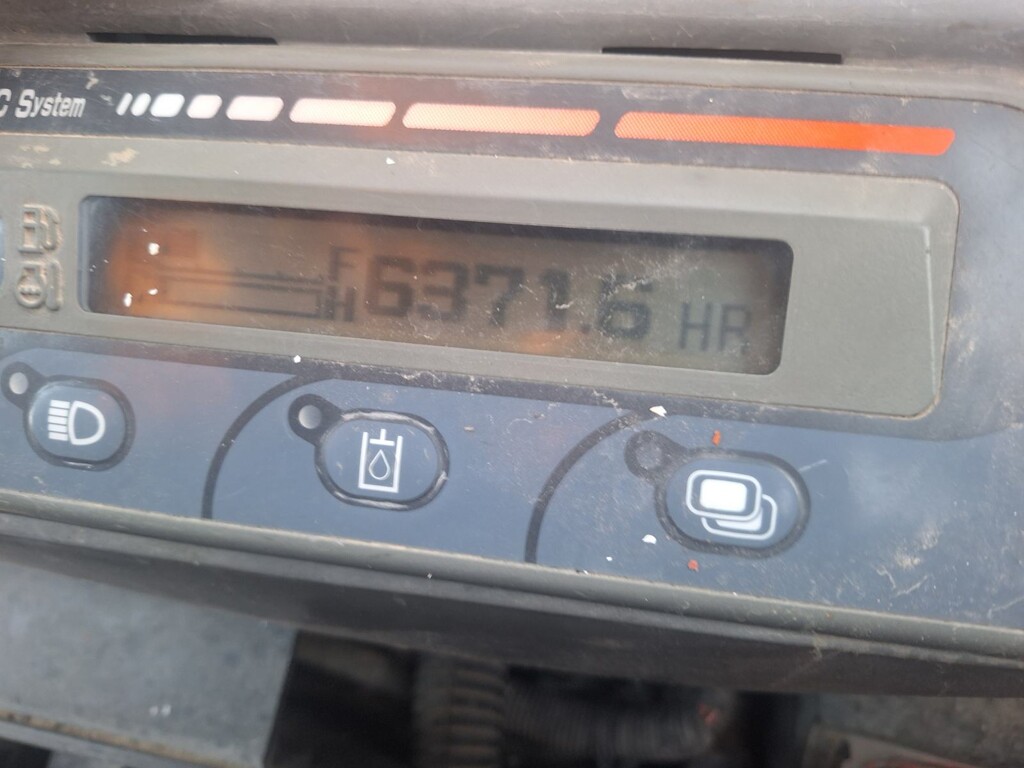 C System
F
H
6371.6 HR